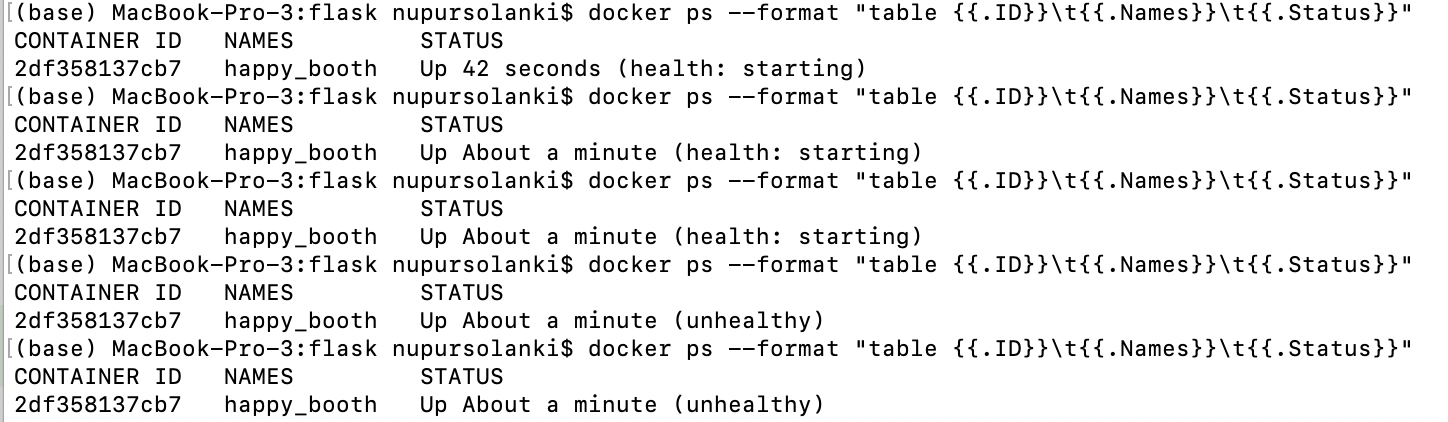 [(base) MacBook-Pro-3:flask nupursolanki$ docker ps --format "table {{.ID}}\t{{.Names}}\t{{.Status}}"
CONTAINER ID   NAMES         STATUS
2df358137cb7   happy_booth   Up 42 seconds (health: starting)
[(base) MacBook-Pro-3:flask nupursolanki$ docker ps --format "table {{.ID}}\t{{.Names}}\t{{.Status}}"
CONTAINER ID   NAMES         STATUS
2df358137cb7   happy_booth   Up About a minute (health: starting)
[(base) MacBook-Pro-3:flask nupursolanki$ docker ps --format "table {{.ID}}\t{{.Names}}\t{{.Status}}"
CONTAINER ID   NAMES         STATUS
2df358137cb7   happy_booth   Up About a minute (health: starting)
[(base) MacBook-Pro-3:flask nupursolanki$ docker ps --format "table {{.ID}}\t{{.Names}}\t{{.Status}}"
CONTAINER ID   NAMES         STATUS
2df358137cb7   happy_booth   Up About a minute (unhealthy)
[(base) MacBook-Pro-3:flask nupursolanki$ docker ps --format "table {{.ID}}\t{{.Names}}\t{{.Status}}"
CONTAINER ID   NAMES         STATUS
2df358137cb7   happy_booth   Up About a minute (unhealthy)